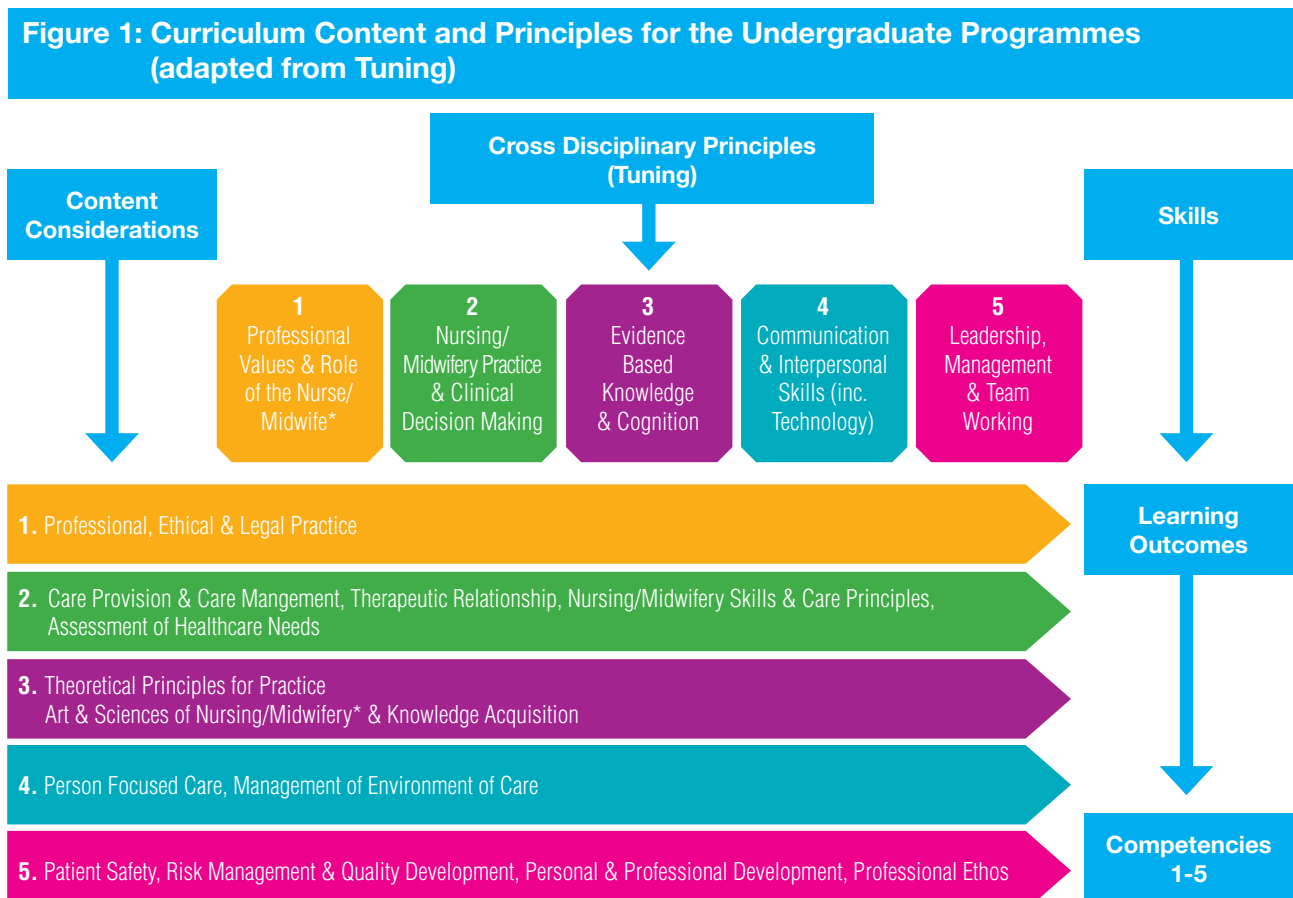 Figure 1: Curriculum Content and Principles for the Undergraduate Programmes
(adapted from Tuning)
Cross Disciplinary Principles
(Tuning)
Content
Considerations
Skills
1
Professional
Values & Role
of the Nurse/
Midwife*
2
Nursing/
Midwifery Practice
& Clinical
Decision Making
3
Evidence
Based
Knowledge
& Cognition
4
Communication
& Interpersonal
Skills (inc.
Technology)
5
Leadership,
Management
& Team
Working
1. Professional, Ethical & Legal Practice
Learning
Outcomes
2. Care Provision & Care Mangement, Therapeutic Relationship, Nursing/Midwifery Skills & Care Principles,
Assessment of Healthcare Needs
3. Theoretical Principles for Practice
Art & Sciences of Nursing/Midwifery* & Knowledge Acquisition
4. Person Focused Care, Management of Environment of Care
5. Patient Safety, Risk Management & Quality Development, Personal & Professional Development, Professional Ethos
Competencies
1-5